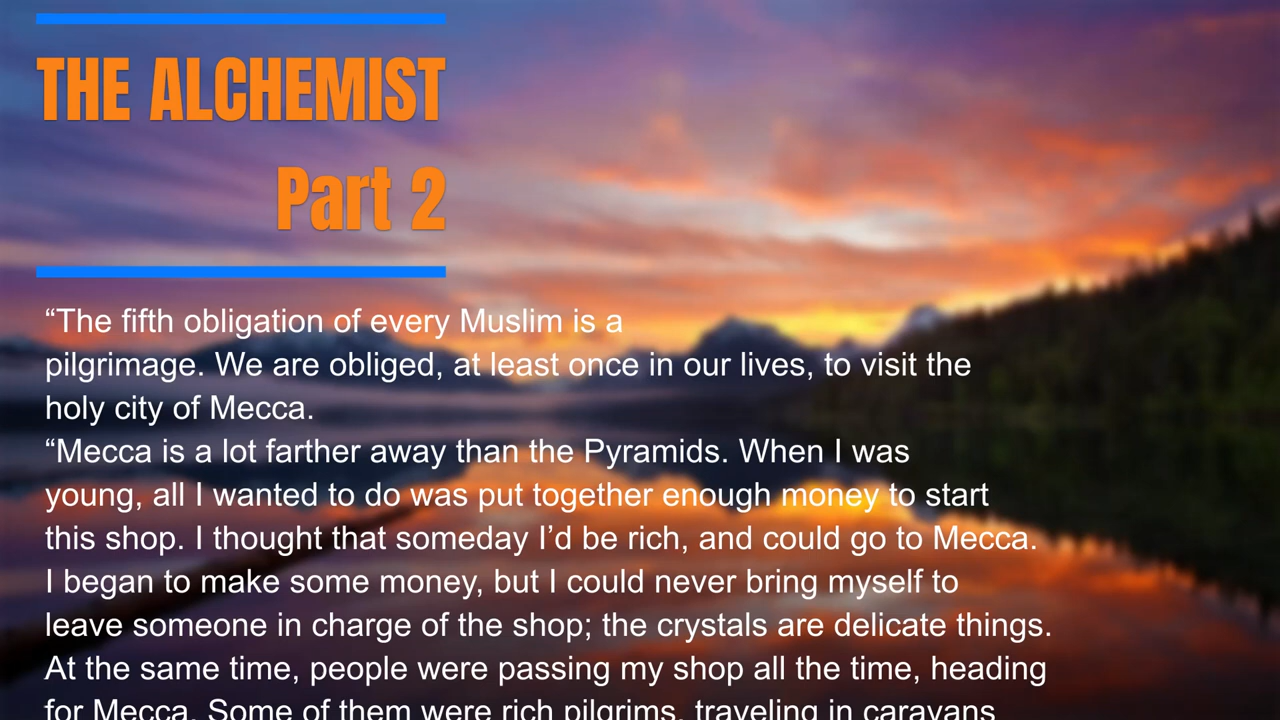 THE ALCHEMIST
Part 2
“The fifth obligation of every Muslim is a
pilgrimage. We are obliged, at least once in our lives, to visit the
holy city of Mecca.
“Mecca is a lot farther away than the Pyramids. When I was
young, all I wanted to do was put together enough money to start
this shop. I thought that someday I’d be rich, and could go to Mecca.
I began to make some money, but I could never bring myself to
leave someone in charge of the shop; the crystals are delicate things.
At the same time, people were passing my shop all the time, heading
for Mecca. Some of them were rich pilgrims, traveling in caravans